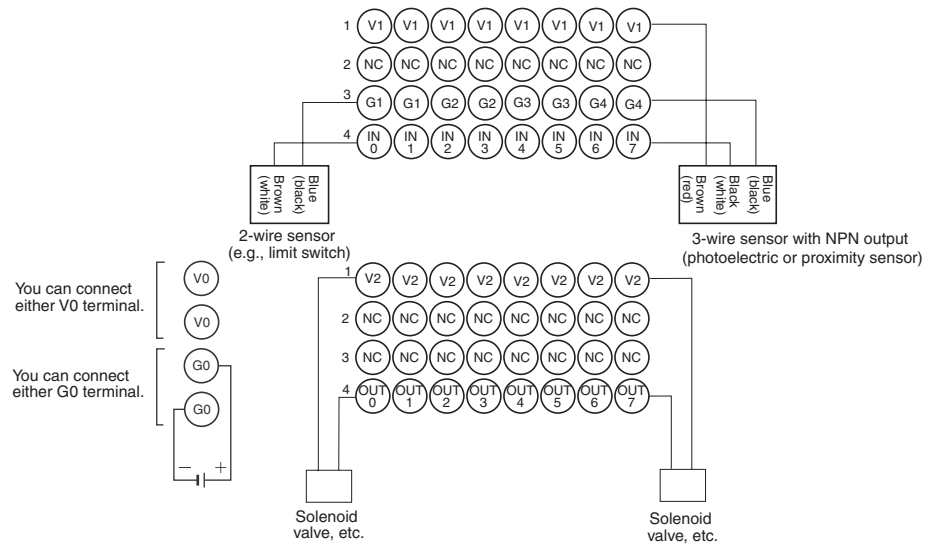 1 V1 V1 V1 V1 V1 V1 V1 V1
2 NC NC NC NC NC NC NC NC
3 G1 G1 G2 G2 G3 G3 G4 G4
4 IN 0 IN 1 IN 2 IN 3 IN 4 IN 5 IN 6 IN 7
Blue (black)
Brown (white)
2-wire sensor
(e.g., limit switch)
Blue (black)
Black (white)
Brown (red)
3-wire sensor with NPN output
(photoelectric or proximity sensor)
You can connect
either V0 terminal.
V0
V0
You can connect
either G0 terminal.
G0
G0
− +
1 V2 V2 V2 V2 V2 V2 V2 V2
2 NC NC NC NC NC NC NC NC
3 NC NC NC NC NC NC NC NC
4 OUT 0 OUT 1 OUT 2 OUT 3 OUT 4 OUT 5 OUT 6 OUT 7
Solenoid
valve, etc.
Solenoid
valve, etc.